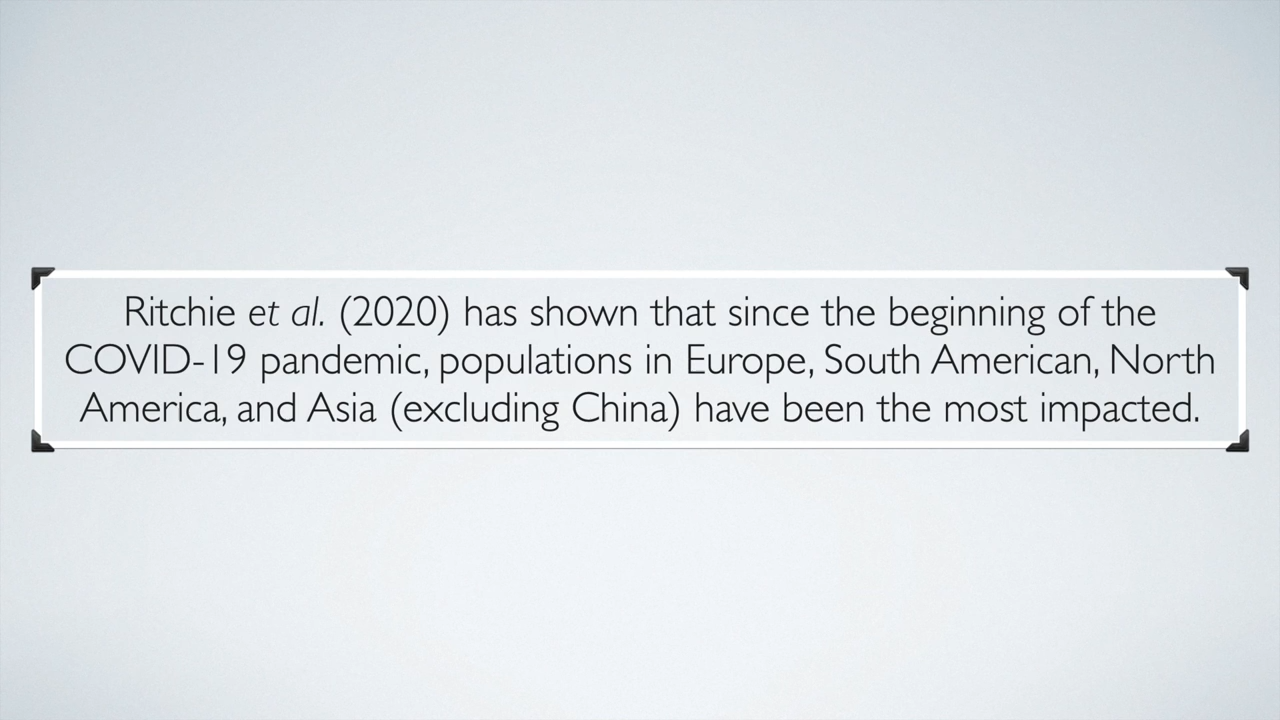 Ritchie et al. (2020) has shown that since the beginning of the
COVID-19 pandemic, populations in Europe, South American, North
America, and Asia (excluding China) have been the most impacted.